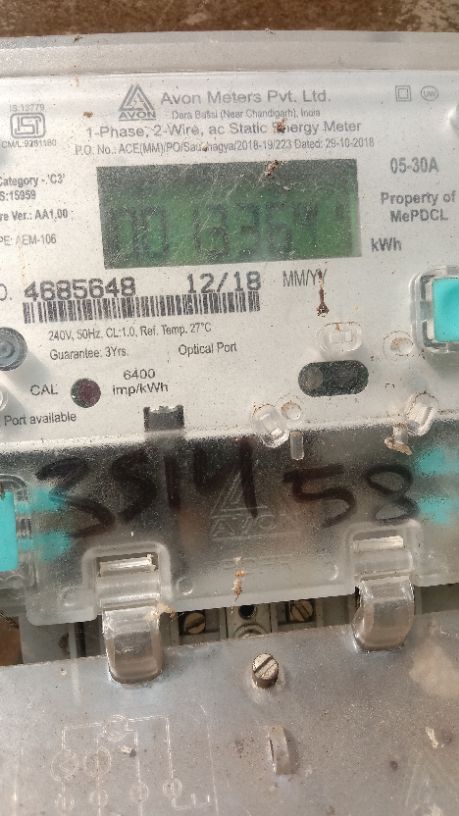 IS:13779
CM/L:9351160
AVON
Avon Meters Pvt. Ltd.
Dera Bassi (Near Chandigarh), India
1-Phase, 2-Wire, ac Static Energy Meter
P.O. No.: ACE(MM)/PO/Saubhagya/2018-19/223 Dated: 29-10-2018
Category -'C3'
S:15959
re Ver.: AA1.00
PE: AEM-106
05-30A
Property of
MePDCL
kWh
O. 4685648 12/18 MM/YY
240V, 50Hz, CL:1.0, Ref. Temp. 27°C
Guarantee: 3Yrs. Optical Port
CAL 6400
imp/kWh
Port available
58